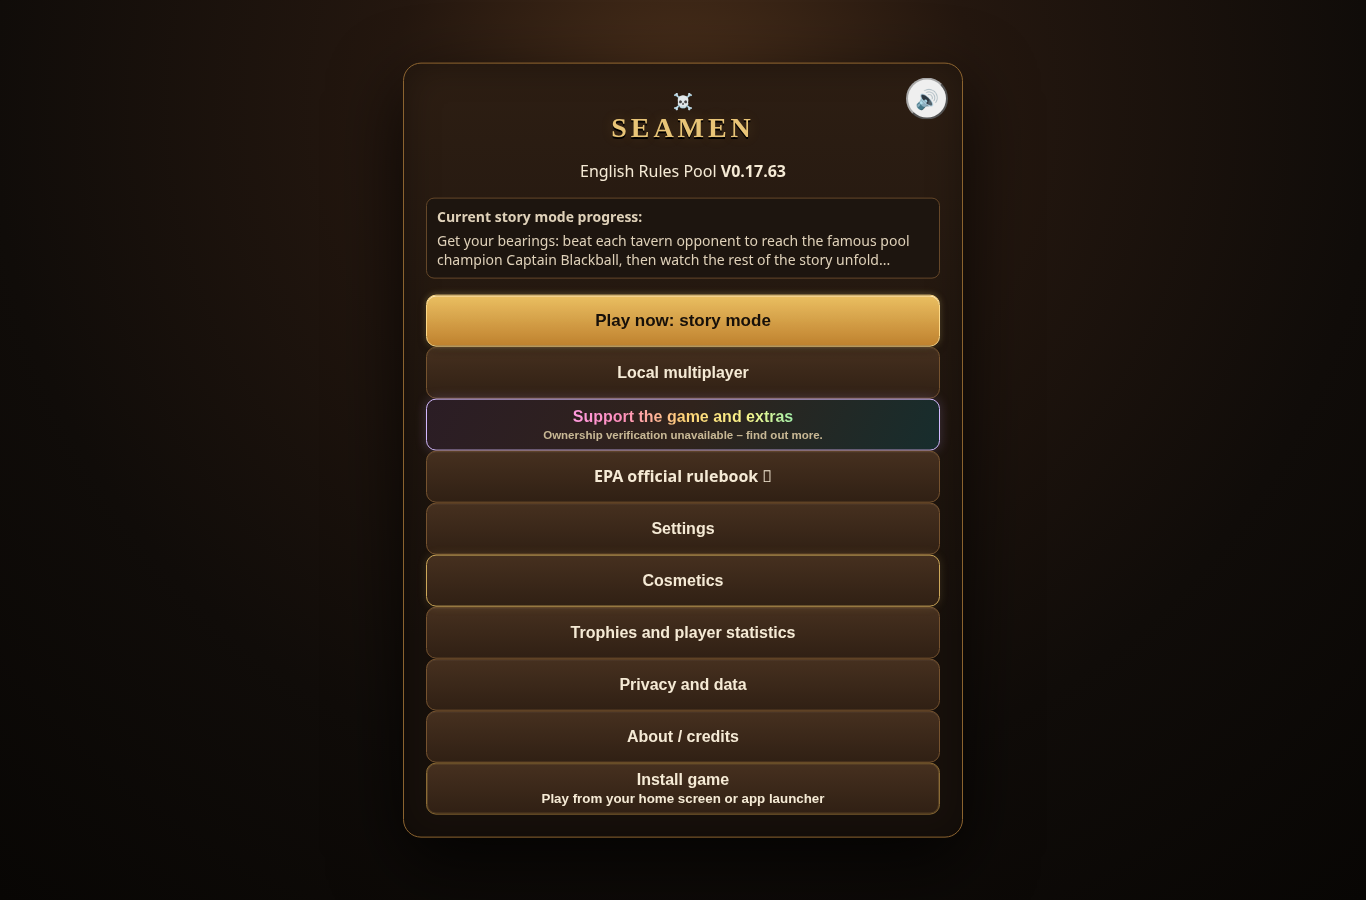 SEAMEN
English Rules Pool V0.17.63
Current story mode progress:
Get your bearings: beat each tavern opponent to reach the famous pool
champion Captain Blackball, then watch the rest of the story unfold...
Play now: story mode
Local multiplayer
Support the game and extras
Ownership verification unavailable – find out more.
EPA official rulebook
Settings
Cosmetics
Trophies and player statistics
Privacy and data
About / credits
Install game
Play from your home screen or app launcher